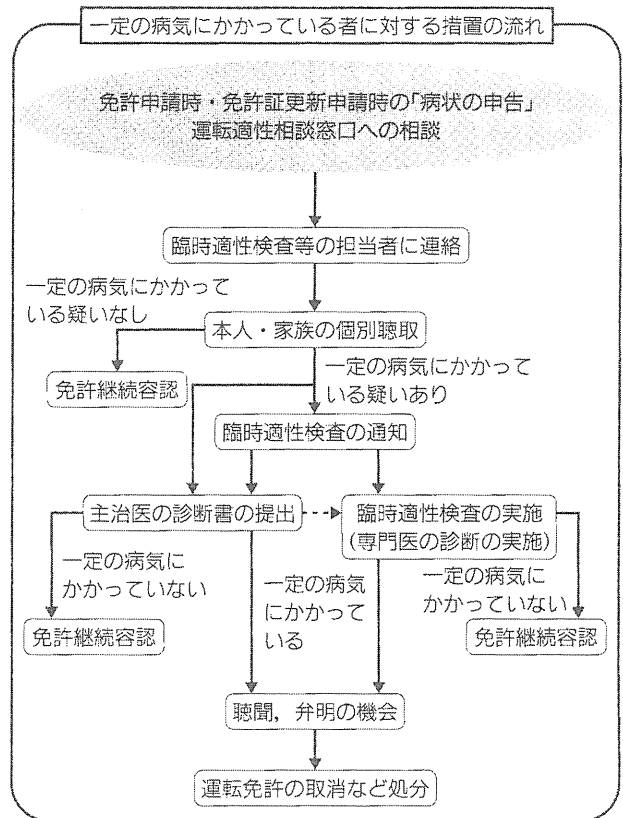 一定の病気にかかっている者に対する措置の流れ
免許申請時・免許証更新申請時の「病状の申告」
運転適性相談窓口への相談
臨時適性検査等の担当者に連絡
一定の病気にかかって
いる疑いなし
本人・家族の個別聴取
一定の病気にかかって
いる疑いあり
免許継続容認
臨時適性検査の通知
主治医の診断書の提出
臨時適性検査の実施
(専門医の診断の実施)
一定の病気に
かかっていない
一定の病気
にかかって
いる
一定の病気に
かかっていない
免許継続容認
免許継続容認
聴聞，弁明の機会
運転免許の取消など処分